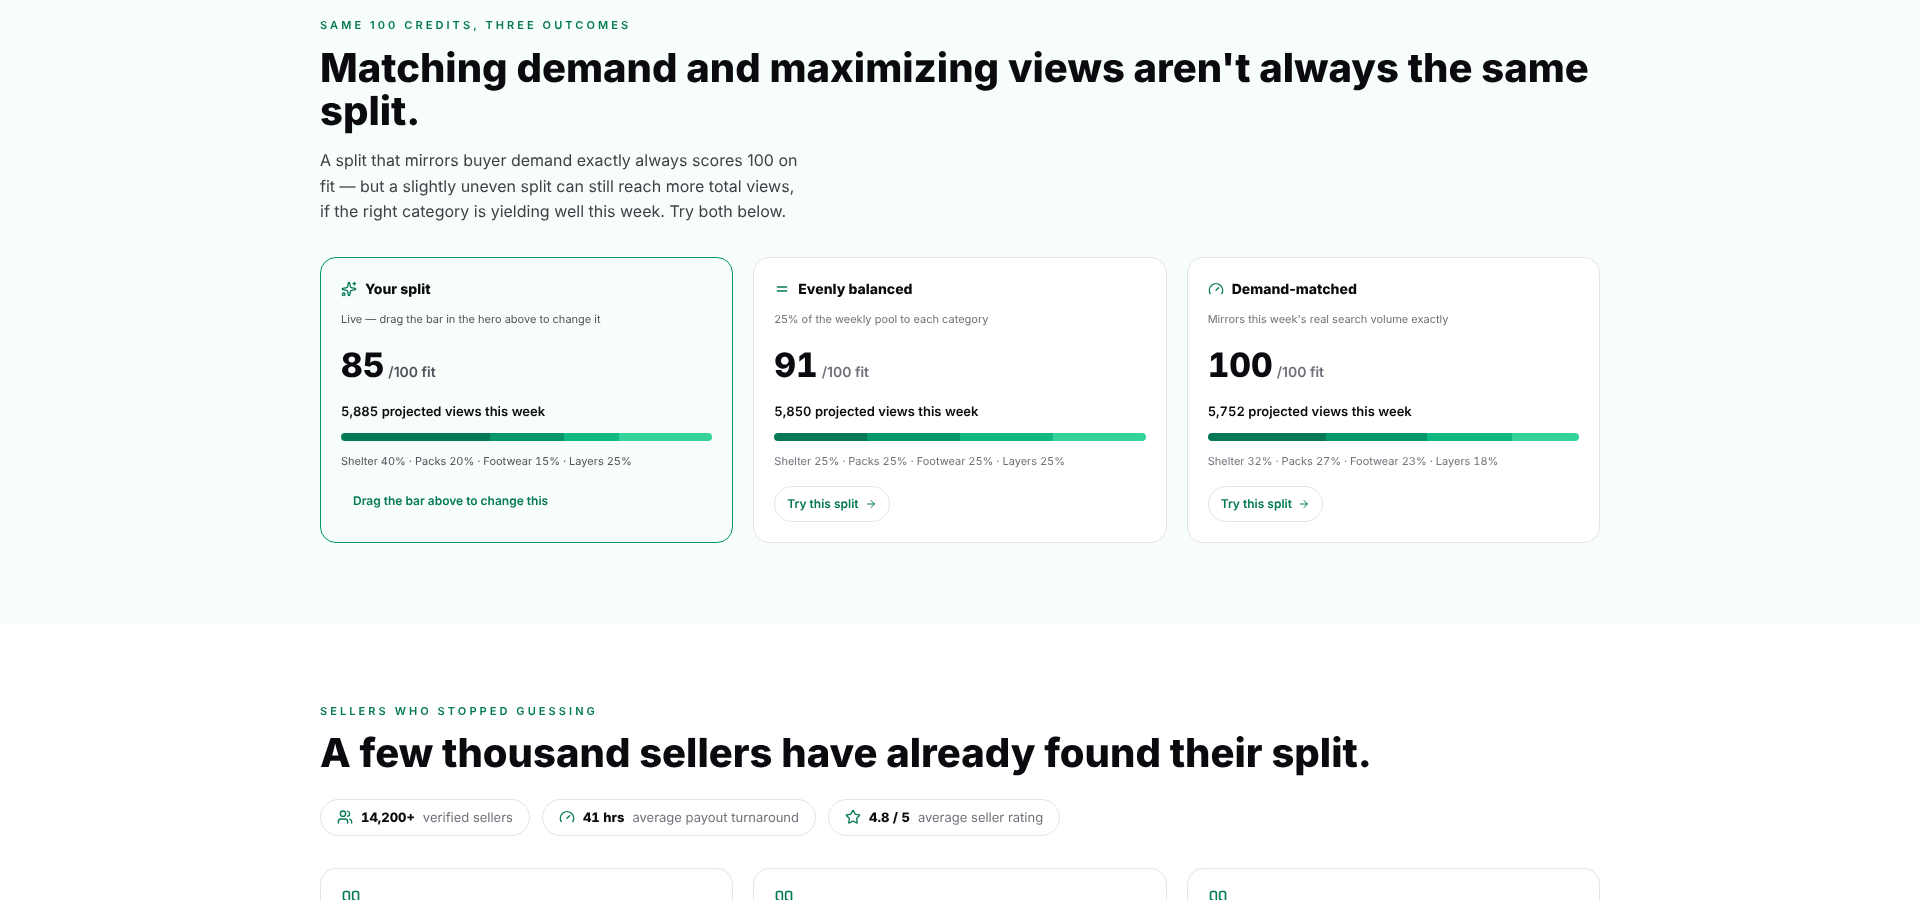 SAME 100 CREDITS, THREE OUTCOMES
Matching demand and maximizing views aren't always the same
split.
A split that mirrors buyer demand exactly always scores 100 on
fit — but a slightly uneven split can still reach more total views,
if the right category is yielding well this week. Try both below.
Your split
Live — drag the bar in the hero above to change it
85 /100 fit
5,885 projected views this week
Shelter 40% · Packs 20% · Footwear 15% · Layers 25%
Drag the bar above to change this
Evenly balanced
25% of the weekly pool to each category
91 /100 fit
5,850 projected views this week
Shelter 25% · Packs 25% · Footwear 25% · Layers 25%
Try this split →
Demand-matched
Mirrors this week's real search volume exactly
100 /100 fit
5,752 projected views this week
Shelter 32% · Packs 27% · Footwear 23% · Layers 18%
Try this split →
SELLERS WHO STOPPED GUESSING
A few thousand sellers have already found their split.
14,200+ verified sellers
41 hrs average payout turnaround
4.8 / 5 average seller rating